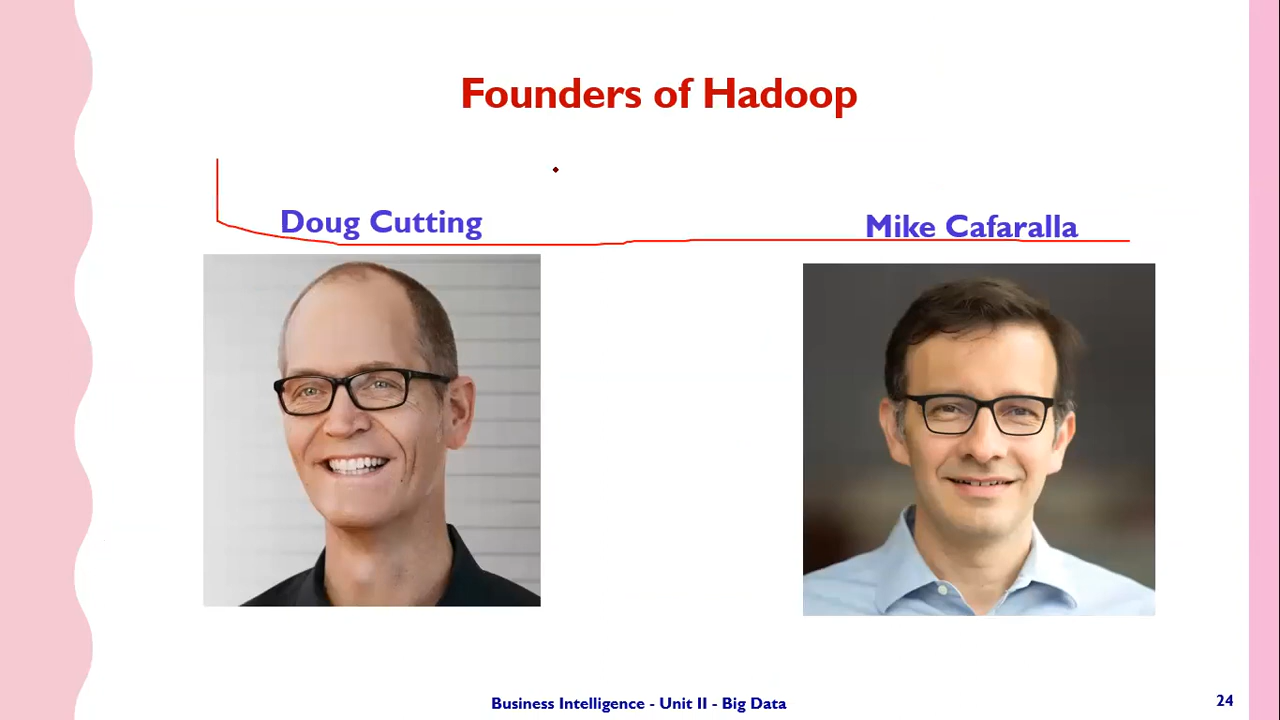 Founders of Hadoop
Doug Cutting
Mike Cafaralla
Business Intelligence - Unit II - Big Data
24